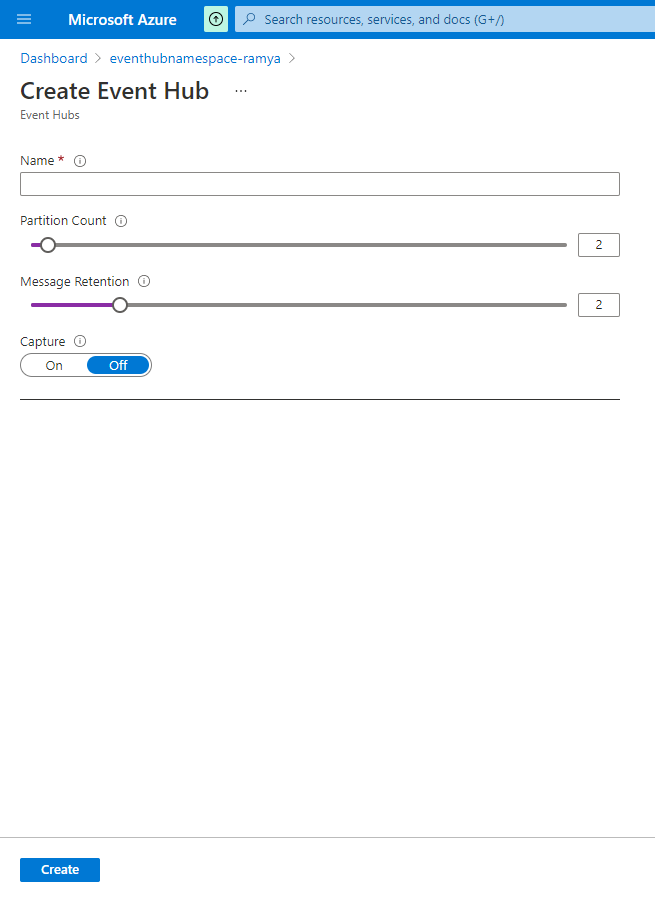 Microsoft Azure
Search resources, services, and docs (G+/)
Dashboard > eventhubnamespace-ramya >
Create Event Hub ...
Event Hubs
Name *
Partition Count
2
Message Retention
2
Capture
On Off
Create